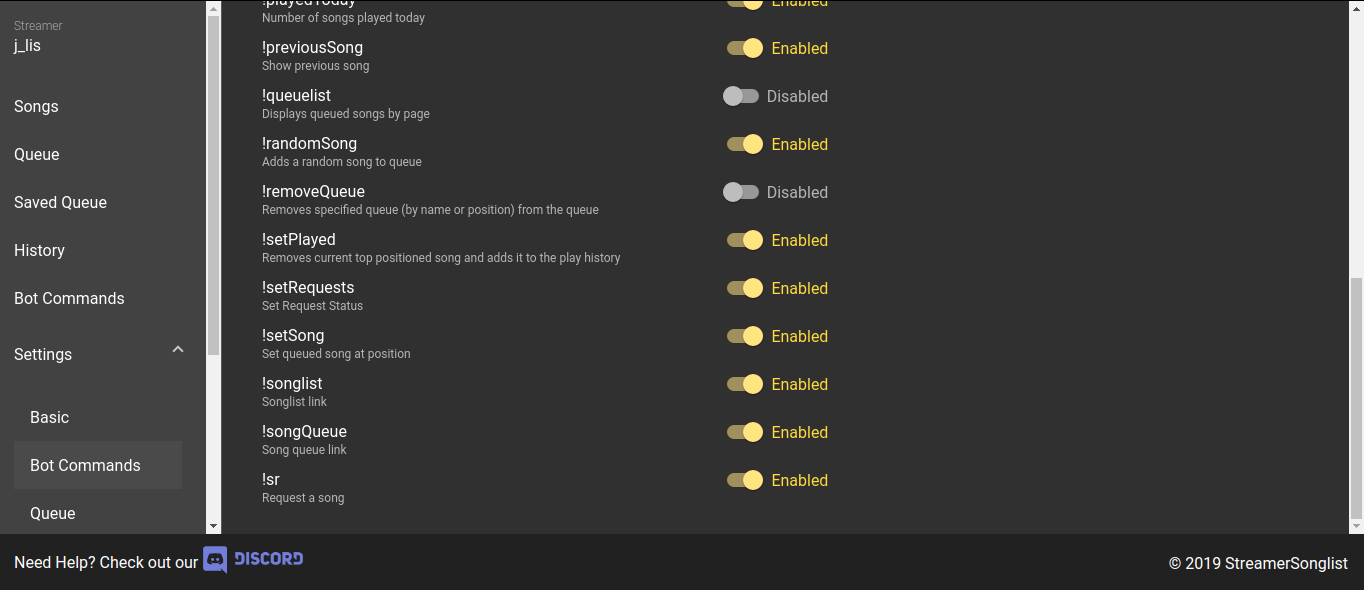 Streamer
j_lis
Songs
Queue
Saved Queue
History
Bot Commands
Settings
Basic
Bot Commands
Queue
!playedToday Enabled
Number of songs played today
!previousSong Enabled
Show previous song
!queuelist Disabled
Displays queued songs by page
!randomSong Enabled
Adds a random song to queue
!removeQueue Disabled
Removes specified queue (by name or position) from the queue
!setPlayed Enabled
Removes current top positioned song and adds it to the play history
!setRequests Enabled
Set Request Status
!setSong Enabled
Set queued song at position
!songlist Enabled
Songlist link
!songQueue Enabled
Song queue link
!sr Enabled
Request a song
Need Help? Check out our DISCORD
© 2019 StreamerSonglist